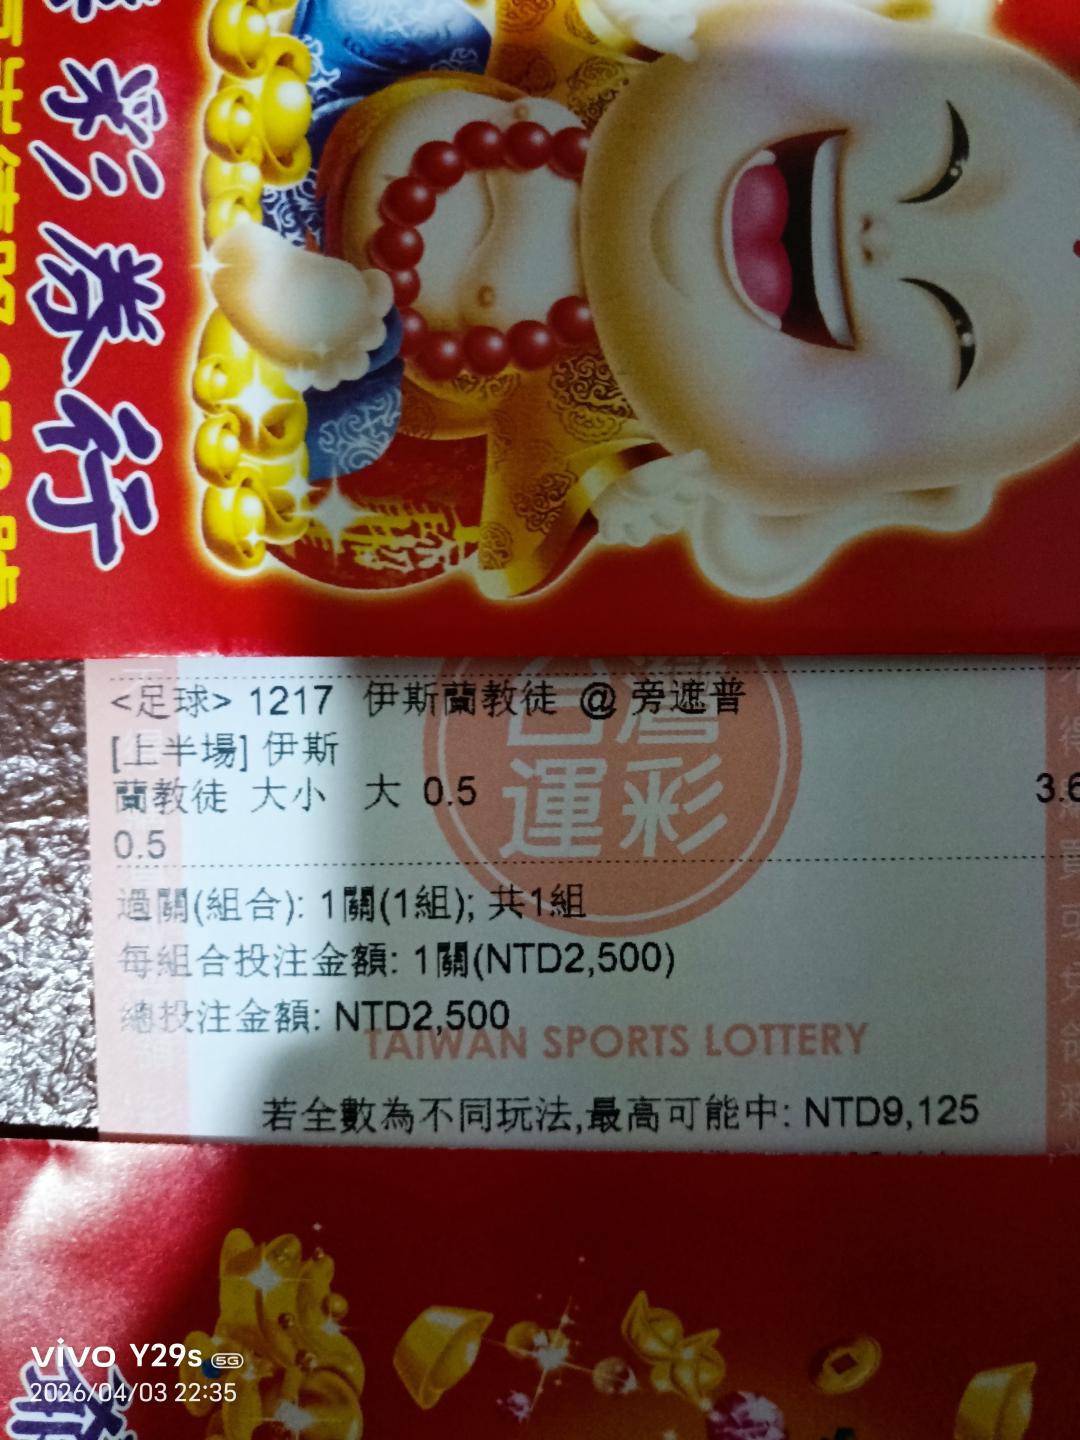 彩券行
<足球> 1217 伊斯蘭教徒 @ 旁遮普
[上半場] 伊斯
蘭教徒 大小 大 0.5 3.6
0.5
過關(組合): 1關(1組); 共1組
每組合投注金額: 1關(NTD2,500)
總投注金額: NTD2,500
台灣
運彩
TAIWAN SPORTS LOTTERY
若全數為不同玩法,最高可能中: NTD9,125
vivo Y29s 5G
2026/04/03 22:35